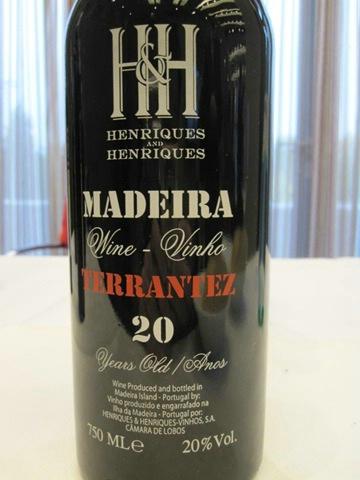 H&H
HENRIQUES
AND
HENRIQUES
MADEIRA
Wine - Vinho
TERRANTEZ
20
Years Old / Anos
Wine Produced and bottled in
Madeira Island - Portugal by:
Vinho produzido e engarrafado na
Ilha da Madeira - Portugal por:
HENRIQUES & HENRIQUES-VINHOS, S.A.
CÂMARA DE LOBOS
750 MLe 20% Vol.